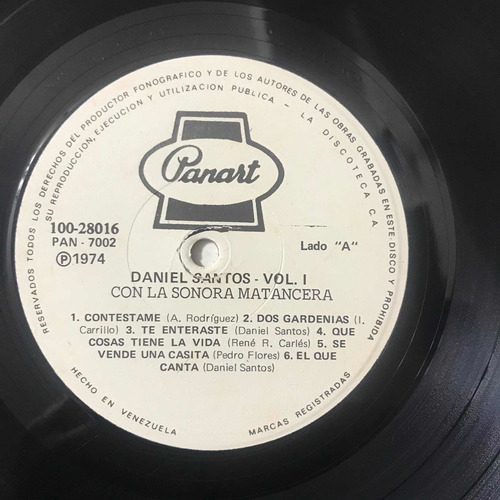 RESERVADOS TODOS LOS DERECHOS DEL PRODUCTOR FONOGRAFICO Y DE LOS AUTORES DE LAS OBRAS GRABADAS EN ESTE DISCO Y PROHIBIDA
SU REPRODUCCION, EJECUCION Y UTILIZACION PUBLICA - LA DISCOTECA C.A.
Panart
100-28016
PAN - 7002
Ⓟ1974
Lado "A"
DANIEL SANTOS - VOL. I
CON LA SONORA MATANCERA
1. CONTESTAME (A. Rodríguez) 2. DOS GARDENIAS (I.
Carrillo) 3. TE ENTERASTE (Daniel Santos) 4. QUE
COSAS TIENE LA VIDA (René R. Carlés) 5. SE
VENDE UNA CASITA (Pedro Flores) 6. EL QUE
CANTA (Daniel Santos)
HECHO EN VENEZUELA
MARCAS REGISTRADAS